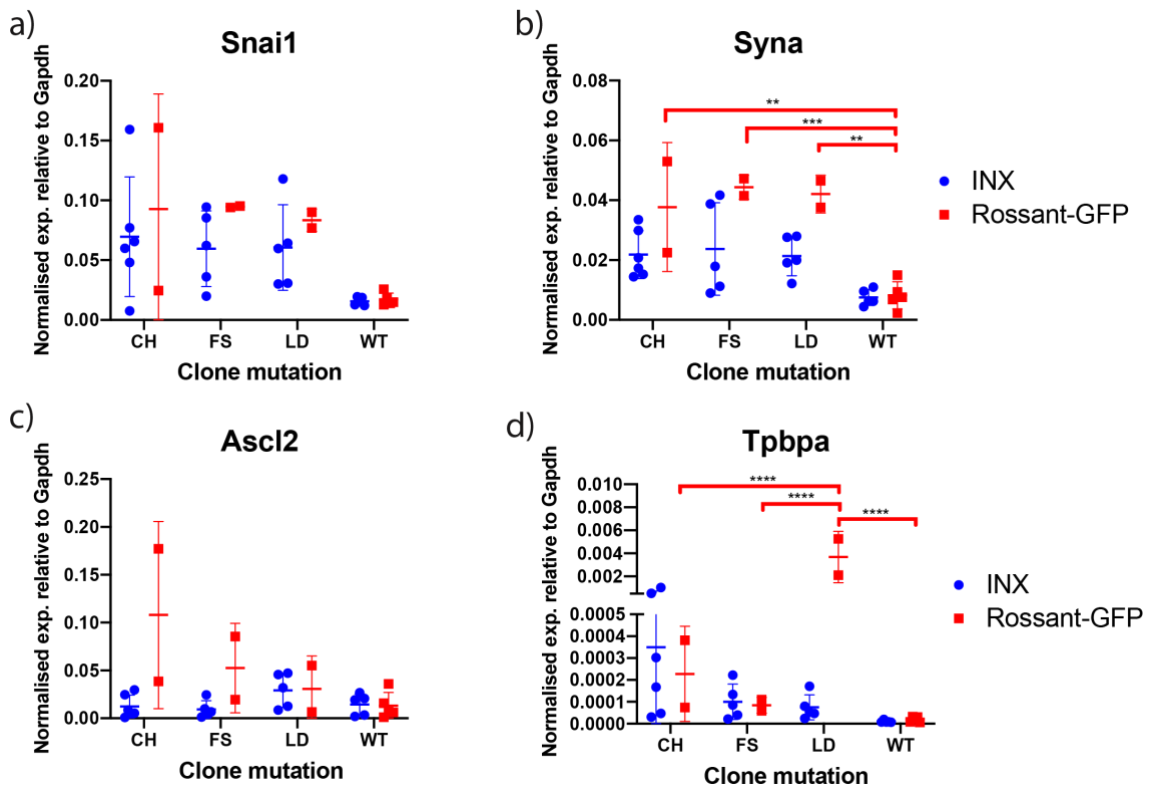 a)
Snai1
Normalised exp. relative to Gapdh
0.20
0.15
0.10
0.05
0.00
CH FS LD WT
Clone mutation
b)
Syna
Normalised exp. relative to Gapdh
0.08
0.06
0.04
0.02
0.00
**
***
**
CH FS LD WT
Clone mutation
INX
Rossant-GFP
c)
Ascl2
Normalised exp. relative to Gapdh
0.25
0.20
0.15
0.10
0.05
0.00
CH FS LD WT
Clone mutation
d)
Tpbpa
Normalised exp. relative to Gapdh
0.010
0.008
0.006
0.004
0.002
0.0005
0.0004
0.0003
0.0002
0.0001
0.0000
****
****
****
CH FS LD WT
Clone mutation
INX
Rossant-GFP